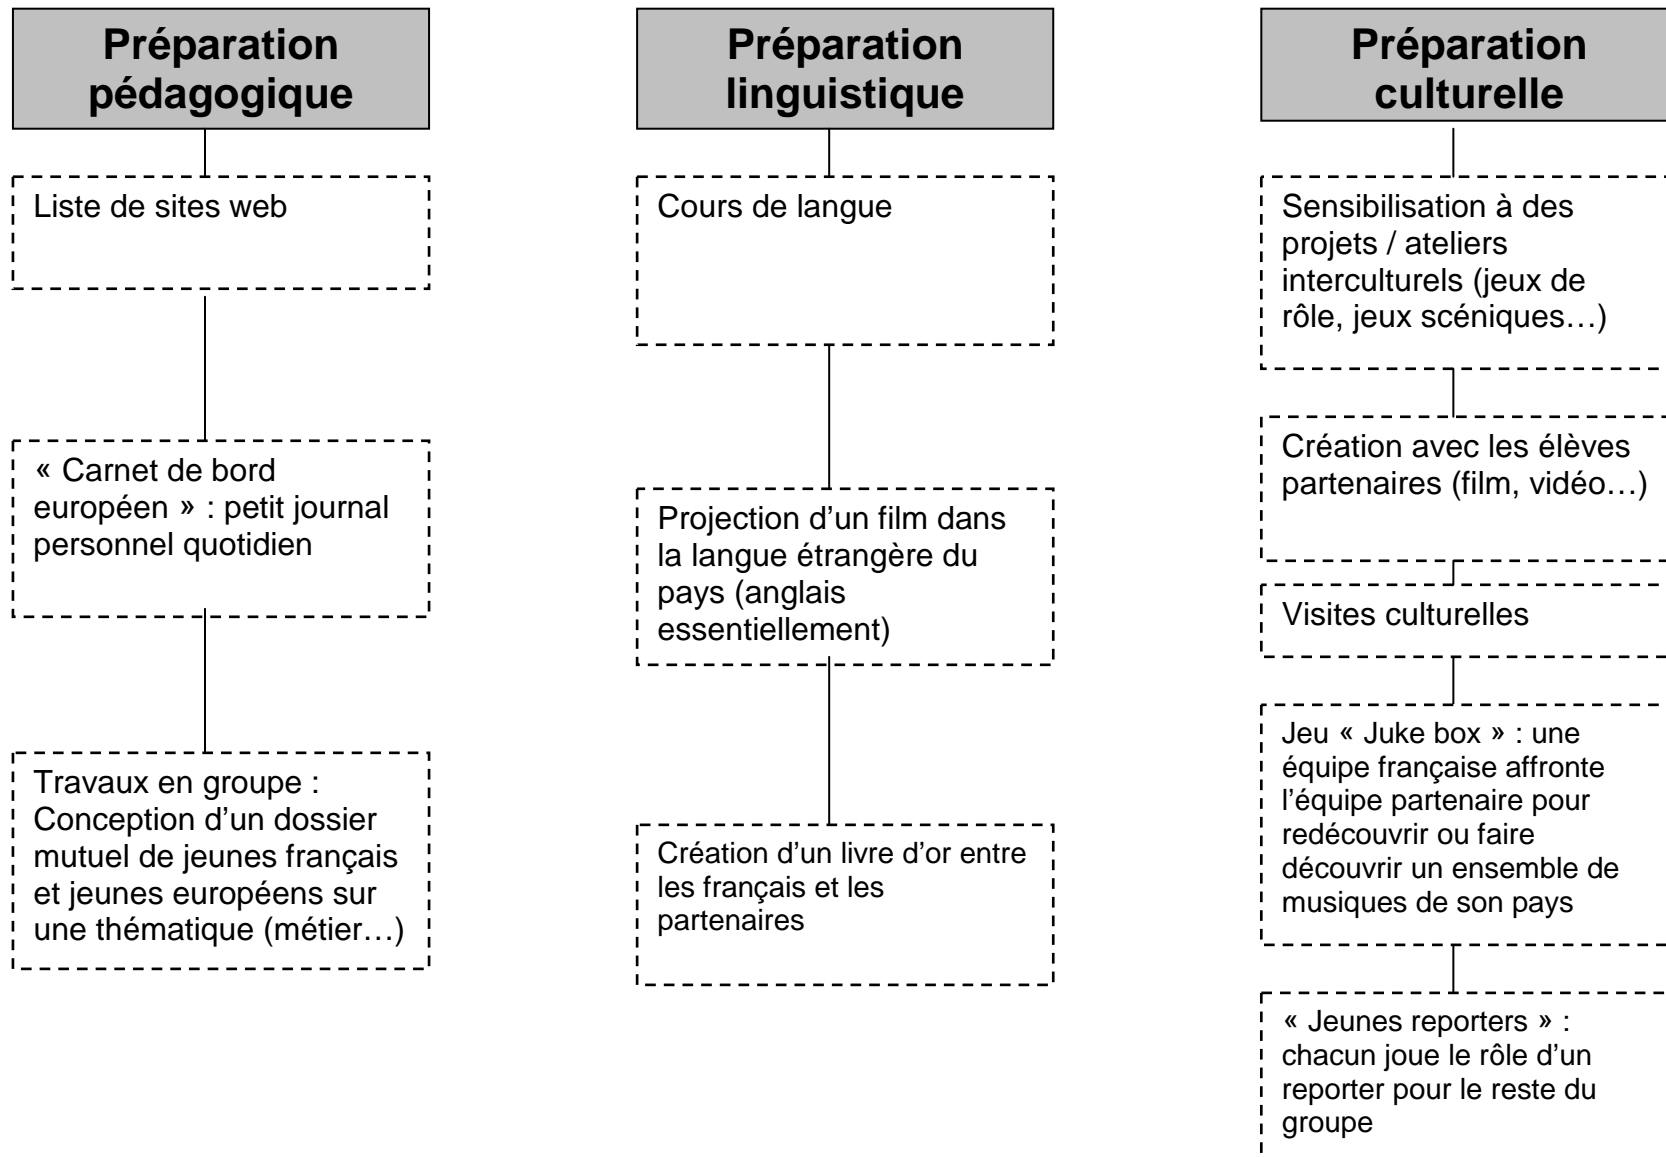 Préparation
pédagogique
Liste de sites web
« Carnet de bord
européen » : petit journal
personnel quotidien
Travaux en groupe :
Conception d’un dossier
mutuel de jeunes français
et jeunes européens sur
une thématique (métier…)
Préparation
linguistique
Cours de langue
Projection d’un film dans
la langue étrangère du
pays (anglais
essentiellement)
Création d’un livre d’or entre
les français et les
partenaires
Préparation
culturelle
Sensibilisation à des
projets / ateliers
interculturels (jeux de
rôle, jeux scéniques…)
Création avec les élèves
partenaires (film, vidéo…)
Visites culturelles
Jeu « Juke box » : une
équipe française affronte
l’équipe partenaire pour
redécouvrir ou faire
découvrir un ensemble de
musiques de son pays
« Jeunes reporters » :
chacun joue le rôle d’un
reporter pour le reste du
groupe